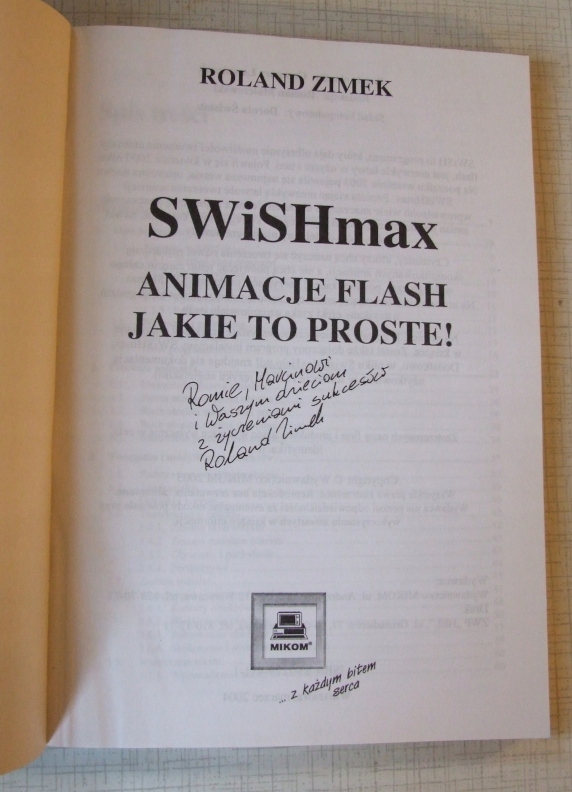 ROLAND ZIMEK
SWiSHmax
ANIMACJE FLASH
JAKIE TO PROSTE!
Romie, Marcinowi
i Waszym dzieciom
z życzeniami sukcesów
Roland Zimek
MIKOM®
... z każdym bitem
serca